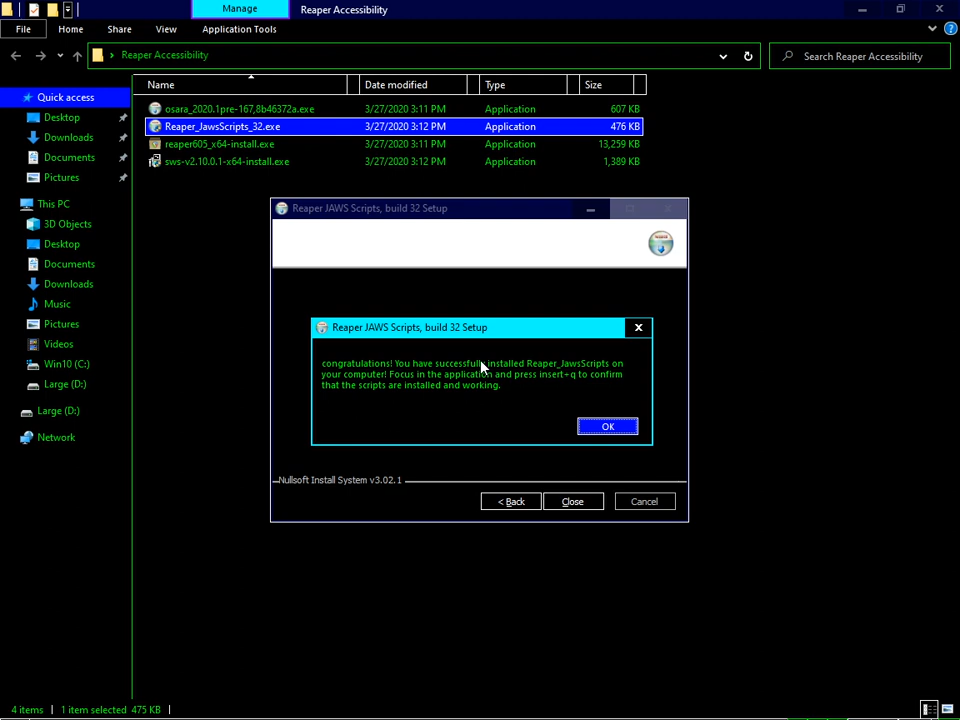 Manage
Reaper Accessibility
File
Home
Share
View
Application Tools
Reaper Accessibility
Search Reaper Accessibility
Name
Date modified
Type
Size
Quick access
Desktop
Downloads
Documents
Pictures
This PC
3D Objects
Desktop
Documents
Downloads
Music
Pictures
Videos
Win10 (C:)
Large (D:)
Large (D:)
Network
osara_2020.1pre-167,8b46372a.exe 3/27/2020 3:11 PM Application 607 KB
Reaper_JawsScripts_32.exe 3/27/2020 3:12 PM Application 476 KB
reaper605_x64-install.exe 3/27/2020 3:11 PM Application 13,259 KB
sws-v2.10.0.1-x64-install.exe 3/27/2020 3:12 PM Application 1,389 KB
Reaper JAWS Scripts, build 32 Setup
Reaper JAWS Scripts, build 32 Setup
congratulations! You have successfully installed Reaper_JawsScripts on
your computer! Focus in the application and press insert+q to confirm
that the scripts are installed and working.
OK
Nullsoft Install System v3.02.1
< Back
Close
Cancel
4 items
1 item selected 475 KB